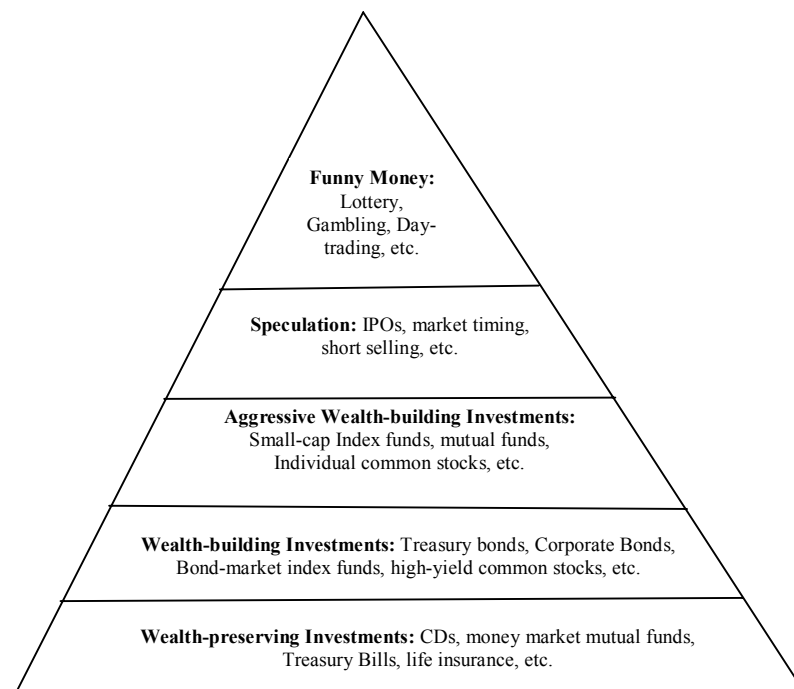 Funny Money:
Lottery,
Gambling, Day-
trading, etc.
Speculation: IPOs, market timing,
short selling, etc.
Aggressive Wealth-building Investments:
Small-cap Index funds, mutual funds,
Individual common stocks, etc.
Wealth-building Investments: Treasury bonds, Corporate Bonds,
Bond-market index funds, high-yield common stocks, etc.
Wealth-preserving Investments: CDs, money market mutual funds,
Treasury Bills, life insurance, etc.